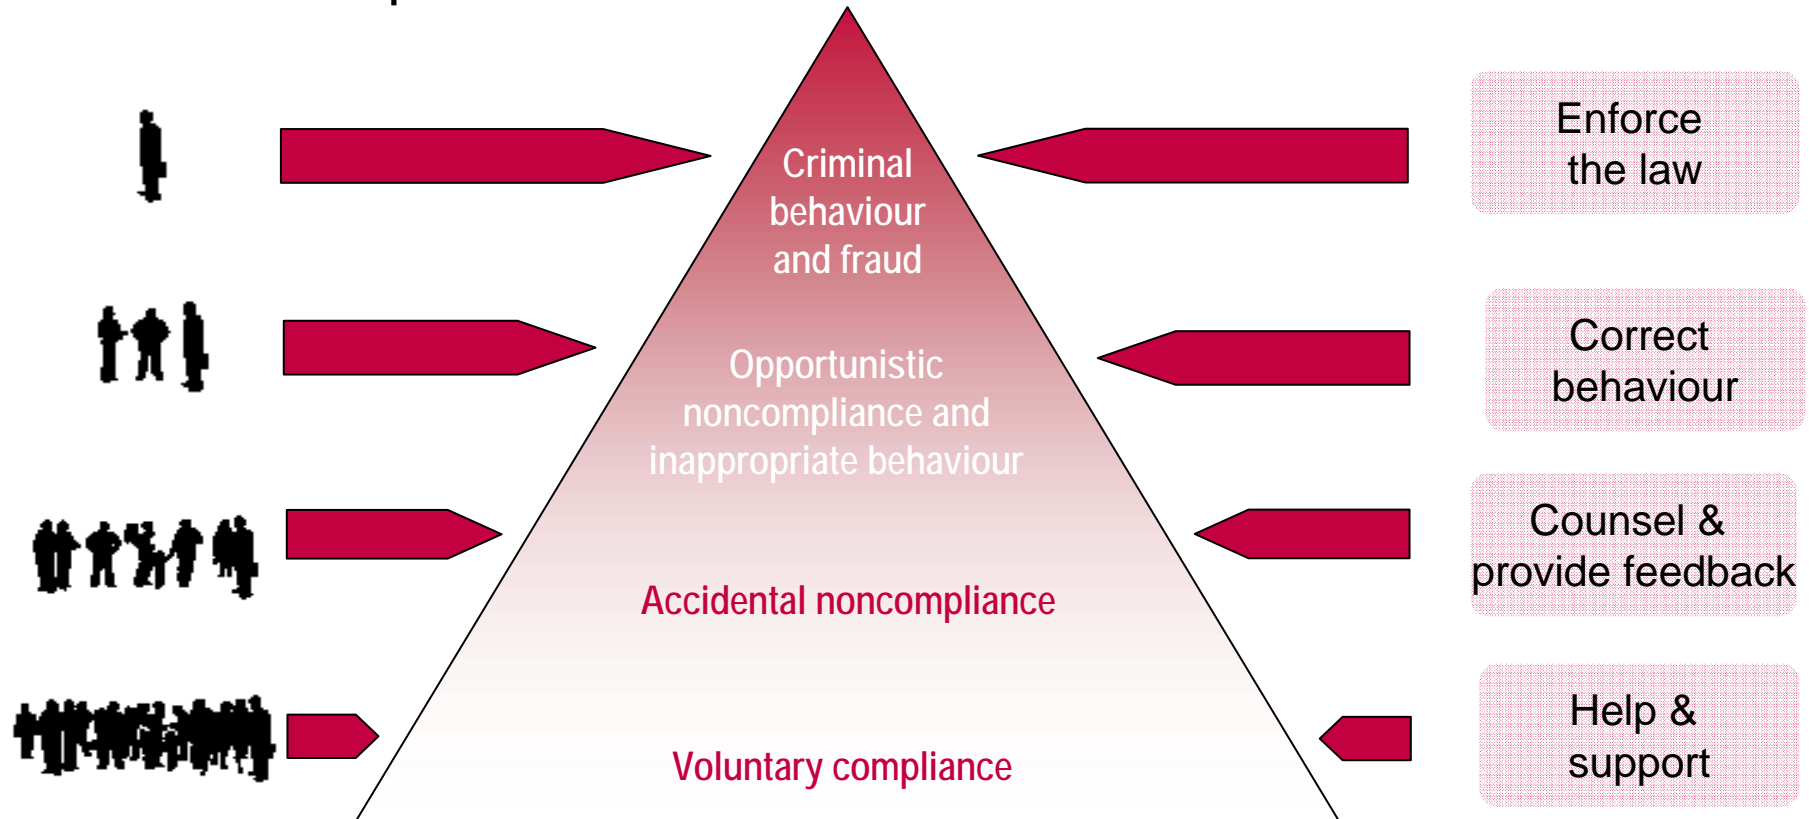 Criminal
behaviour
and fraud
Opportunistic
noncompliance and
inappropriate behaviour
Accidental noncompliance
Voluntary compliance
Enforce
the law
Correct
behaviour
Counsel &
provide feedback
Help &
support